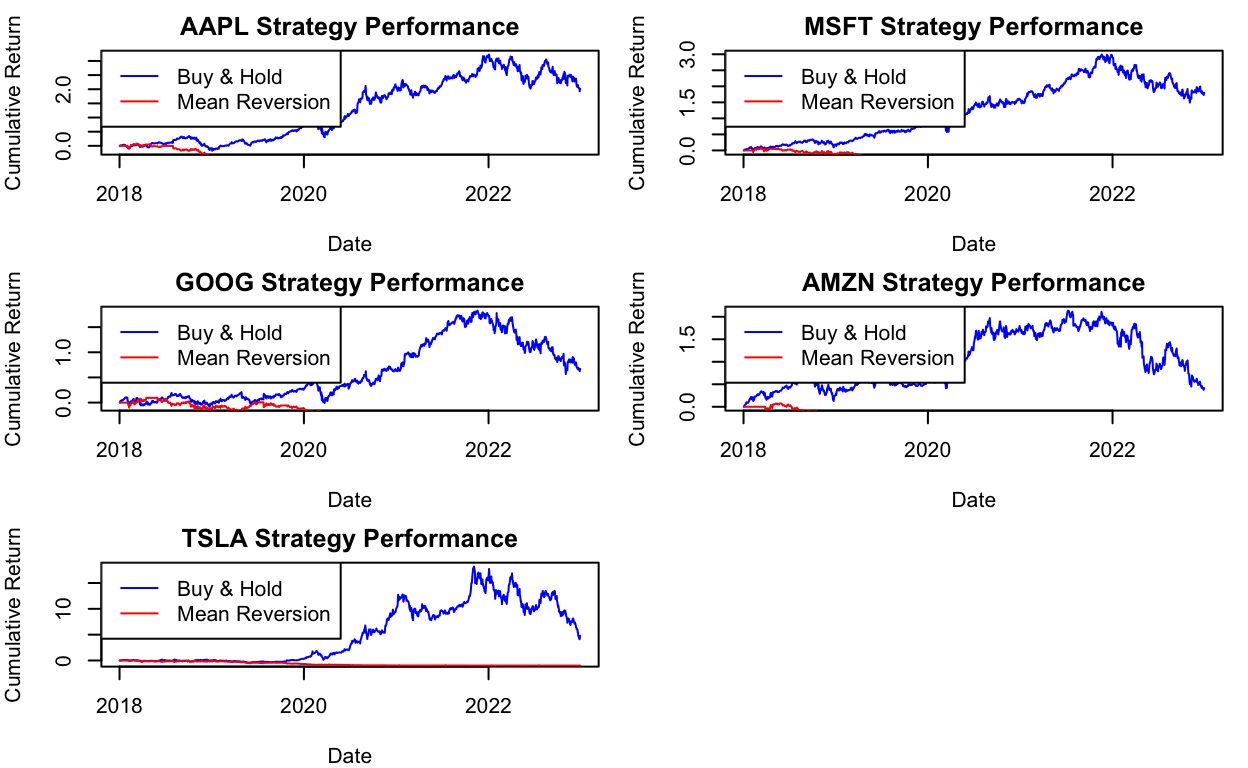 AAPL Strategy Performance
Cumulative Return
0.0 2.0
Buy & Hold
Mean Reversion
2018 2020 2022
Date
MSFT Strategy Performance
Cumulative Return
0.0 1.5 3.0
Buy & Hold
Mean Reversion
2018 2020 2022
Date
GOOG Strategy Performance
Cumulative Return
0.0 1.0
Buy & Hold
Mean Reversion
2018 2020 2022
Date
AMZN Strategy Performance
Cumulative Return
0.0 1.5
Buy & Hold
Mean Reversion
2018 2020 2022
Date
TSLA Strategy Performance
Cumulative Return
0 10
Buy & Hold
Mean Reversion
2018 2020 2022
Date